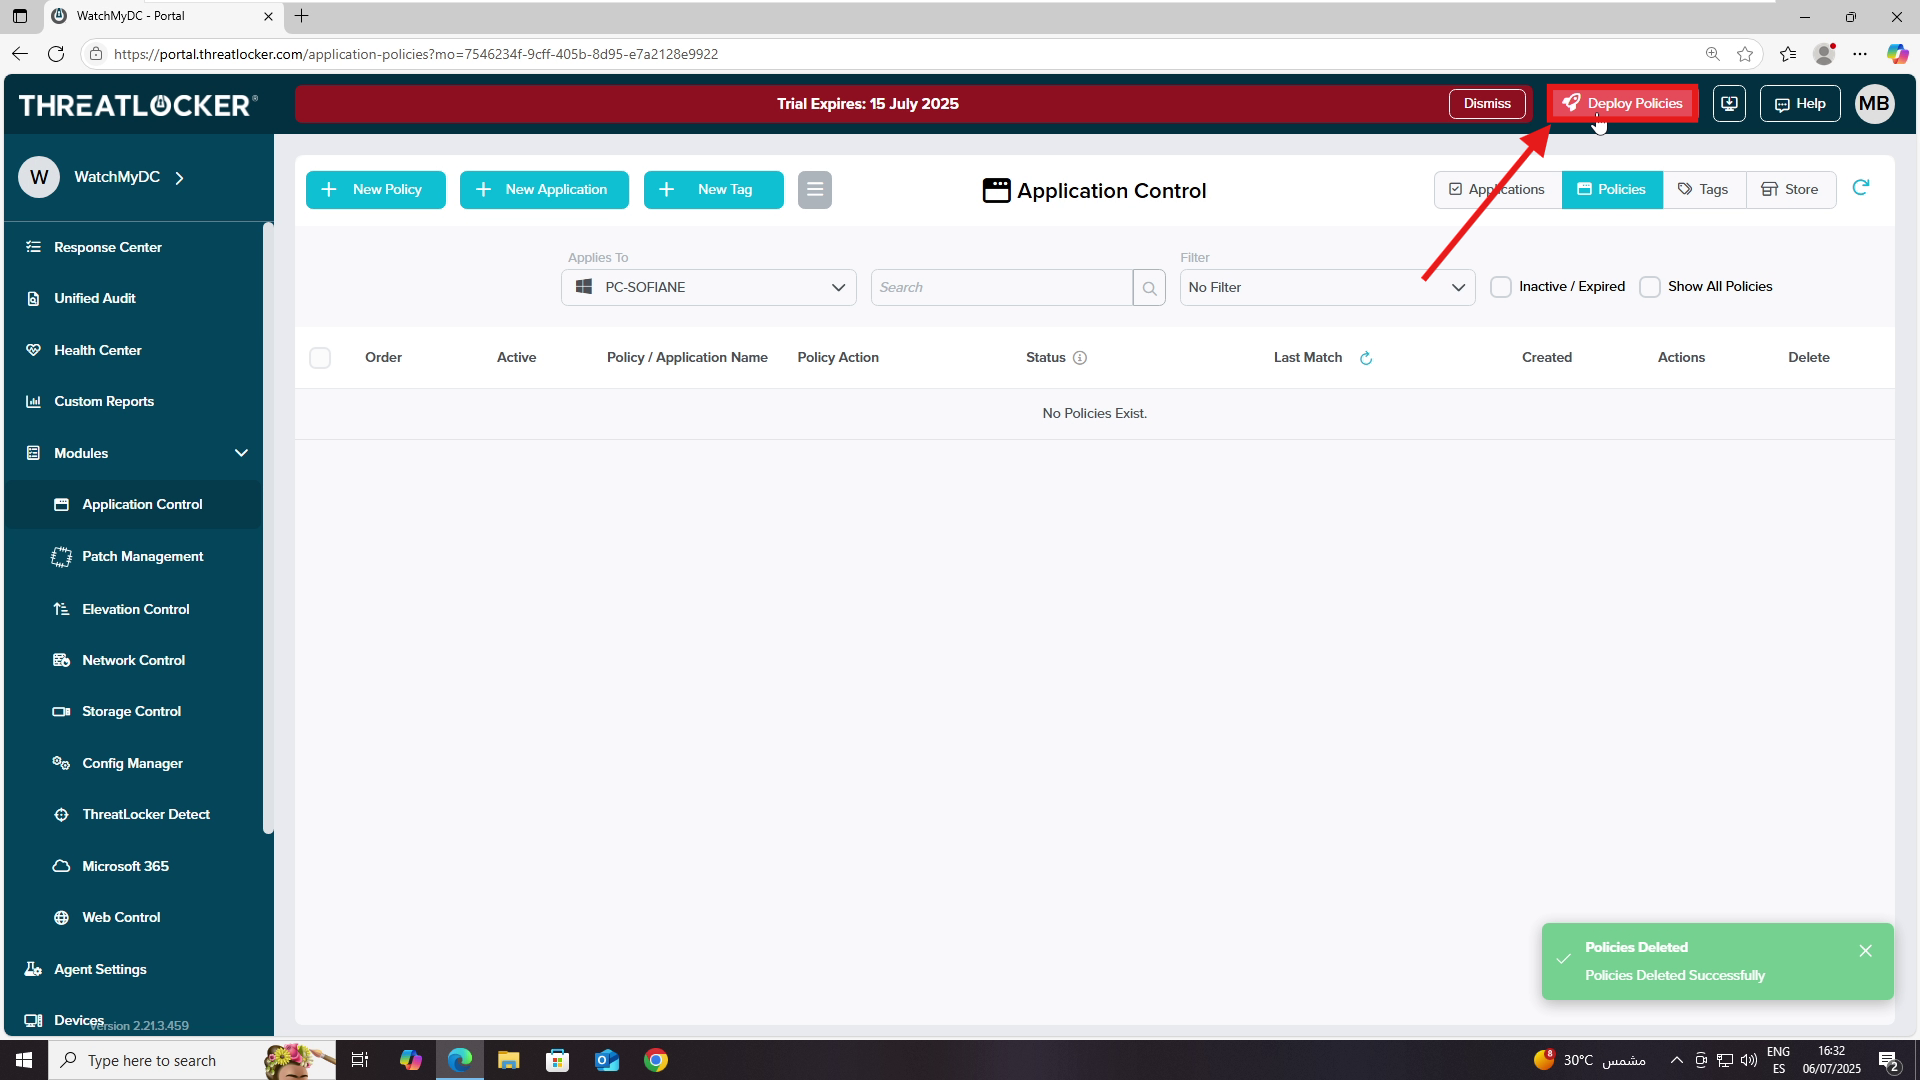 WatchMyDC - Portal
https://portal.threatlocker.com/application-policies?mo=7546234f-9cff-405b-8d95-e7a2128e9922
THREATLOCKER®
Trial Expires: 15 July 2025
Dismiss
Deploy Policies
Help
MB
W
WatchMyDC
New Policy
New Application
New Tag
Application Control
Applications
Policies
Tags
Store
Response Center
Unified Audit
Health Center
Custom Reports
Modules
Application Control
Patch Management
Elevation Control
Network Control
Storage Control
Config Manager
ThreatLocker Detect
Microsoft 365
Web Control
Agent Settings
Devices
Version 2.21.3.459
Applies To
PC-SOFIANE
Search
Filter
No Filter
Inactive / Expired
Show All Policies
Order
Active
Policy / Application Name
Policy Action
Status
Last Match
Created
Actions
Delete
No Policies Exist.
Policies Deleted
Policies Deleted Successfully
Type here to search
8
30°C مشمس
ENG
ES
16:32
06/07/2025
2